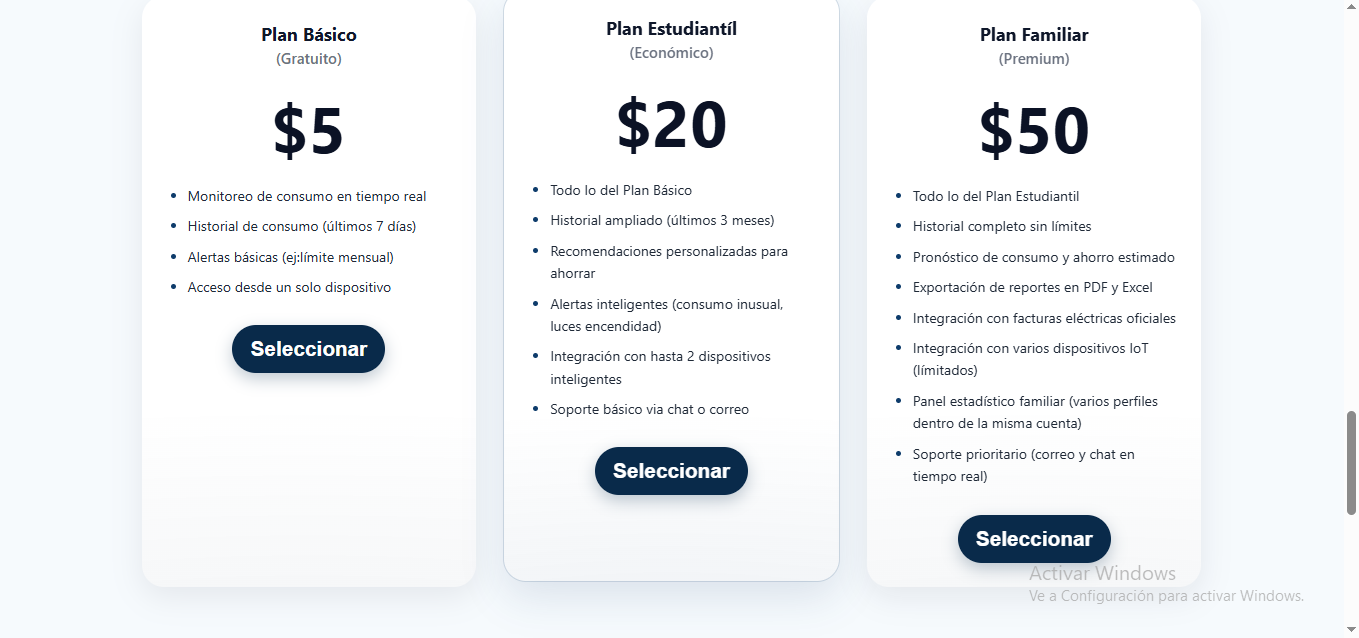 Plan Básico
(Gratuito)
$5
Monitoreo de consumo en tiempo real
Historial de consumo (últimos 7 días)
Alertas básicas (ej:límite mensual)
Acceso desde un solo dispositivo
Seleccionar
Plan Estudiantíl
(Económico)
$20
Todo lo del Plan Básico
Historial ampliado (últimos 3 meses)
Recomendaciones personalizadas para
ahorrar
Alertas inteligentes (consumo inusual,
luces encendidad)
Integración con hasta 2 dispositivos
inteligentes
Soporte básico via chat o correo
Seleccionar
Plan Familiar
(Premium)
$50
Todo lo del Plan Estudiantil
Historial completo sin límites
Pronóstico de consumo y ahorro estimado
Exportación de reportes en PDF y Excel
Integración con facturas eléctricas oficiales
Integración con varios dispositivos IoT
(límitados)
Panel estadístico familiar (varios perfiles
dentro de la misma cuenta)
Soporte prioritario (correo y chat en
tiempo real)
Seleccionar
Activar Windows
Ve a Configuración para activar Windows.